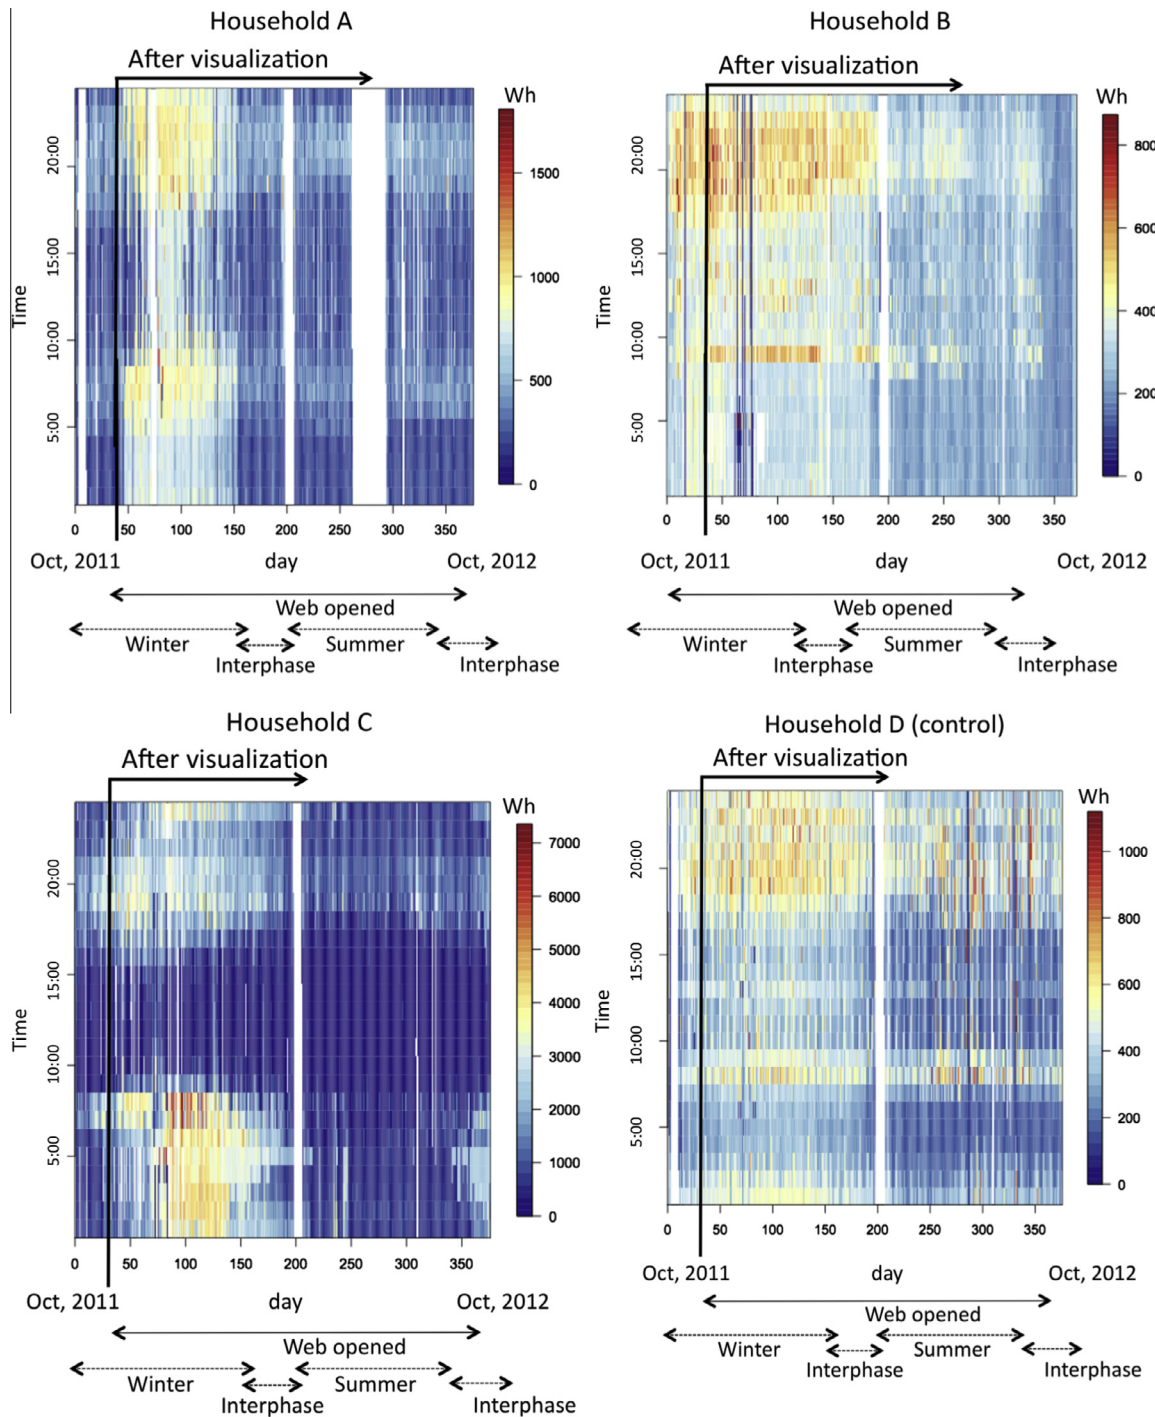 Household A
After visualization
Wh
1500
1000
500
0
Time
20:00
15:00
10:00
5:00
0 50 100 150 200 250 300 350
Oct, 2011 day Oct, 2012
Web opened
Winter Summer
Interphase Interphase
Household B
After visualization
Wh
800
600
400
200
0
Time
20:00
15:00
10:00
5:00
0 50 100 150 200 250 300 350
Oct, 2011 day Oct, 2012
Web opened
Winter Summer
Interphase Interphase
Household C
After visualization
Wh
7000
6000
5000
4000
3000
2000
1000
0
Time
20:00
15:00
10:00
5:00
0 50 100 150 200 250 300 350
Oct, 2011 day Oct, 2012
Web opened
Winter Summer
Interphase Interphase
Household D (control)
After visualization
Wh
1000
800
600
400
200
0
Time
20:00
15:00
10:00
5:00
0 50 100 150 200 250 300 350
Oct, 2011 day Oct, 2012
Web opened
Winter Summer
Interphase Interphase